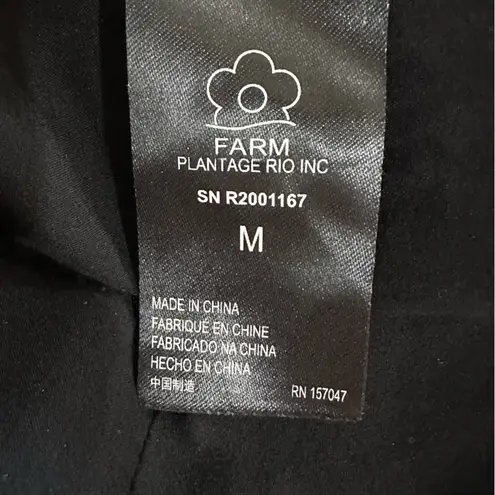 FARM
PLANTAGE RIO INC
SN R2001167
M
MADE IN CHINA
FABRIQUÉ EN CHINE
FABRICADO NA CHINA
HECHO EN CHINA
中国制造
RN 157047